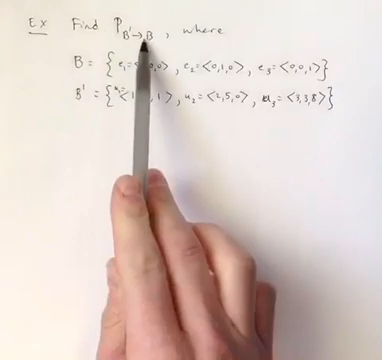 Ex Find P B'→B , where
B = { e₁ = < 0,0> , e₂ = <0,1,0> , e₃ = <0,0,1> }
B' = { u₁ = <1 ,1> , u₂ = <2,5,0> , u₃ = <3,3,8> }